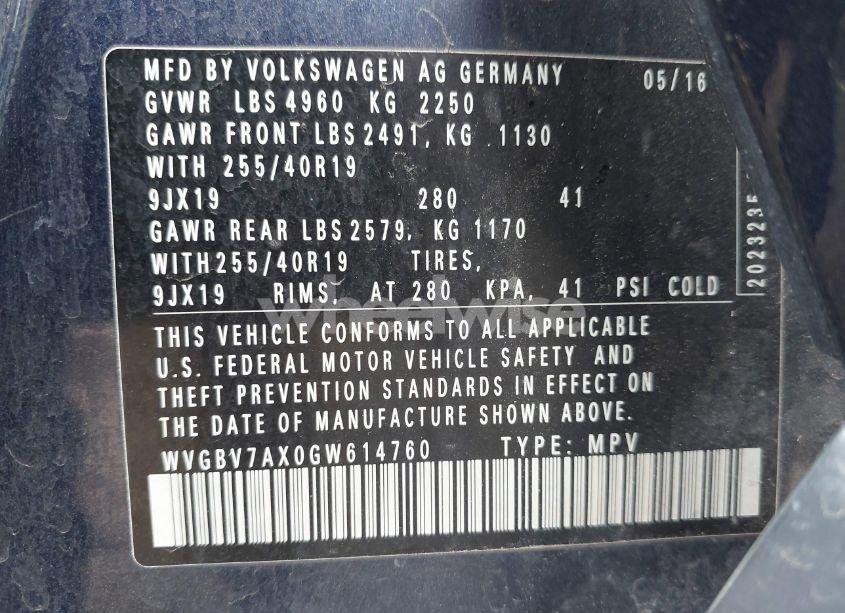 MFD BY VOLKSWAGEN AG GERMANY 05/16
GVWR LBS 4960 KG 2250
GAWR FRONT LBS 2491, KG .1130
WITH 255/40R19
9JX19 280 41
GAWR REAR LBS 2579, KG 1170
WITH 255/40R19 TIRES,
9JX19 RIMS, AT 280 KPA, 41 PSI COLD
THIS VEHICLE CONFORMS TO ALL APPLICABLE
U.S. FEDERAL MOTOR VEHICLE SAFETY AND
THEFT PREVENTION STANDARDS IN EFFECT ON
THE DATE OF MANUFACTURE SHOWN ABOVE.
WVGBV7AX0GW614760 TYPE: MPV
wheelwise